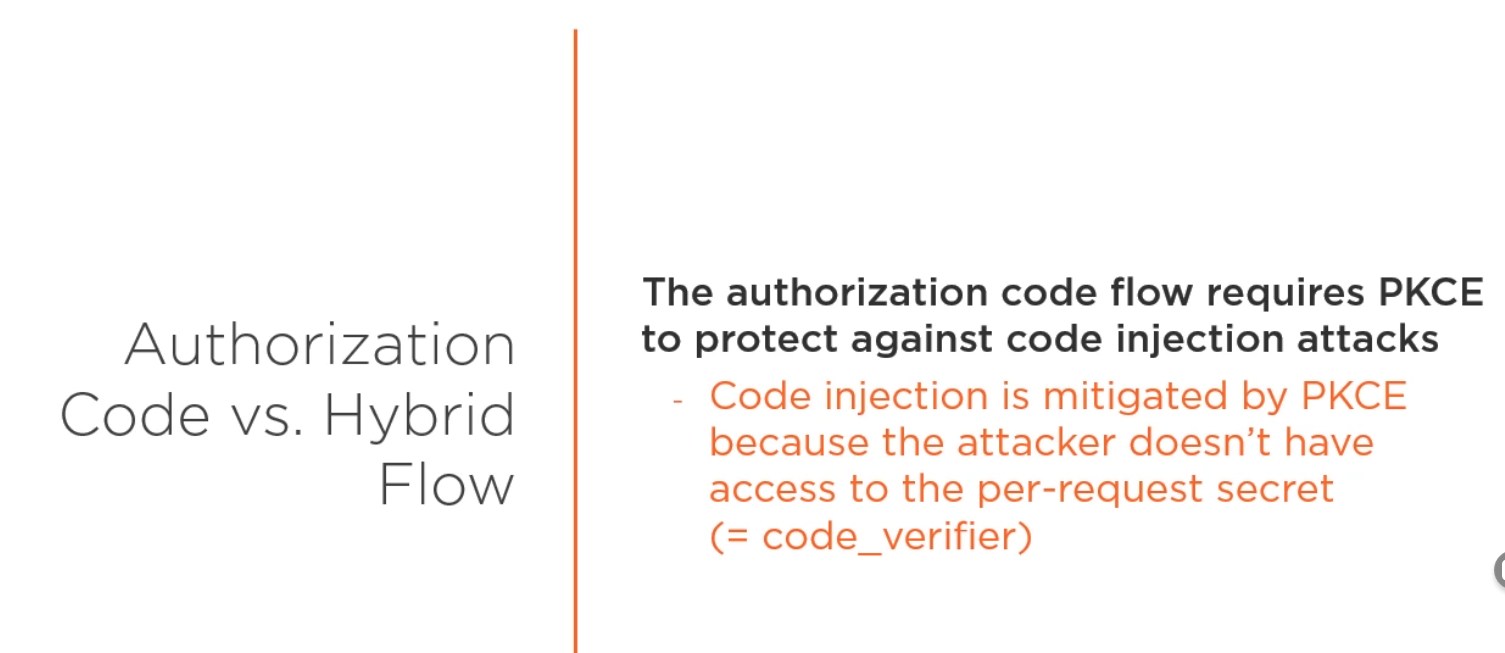 Authorization
Code vs. Hybrid
Flow
The authorization code flow requires PKCE
to protect against code injection attacks
- Code injection is mitigated by PKCE
because the attacker doesn’t have
access to the per-request secret
(= code_verifier)